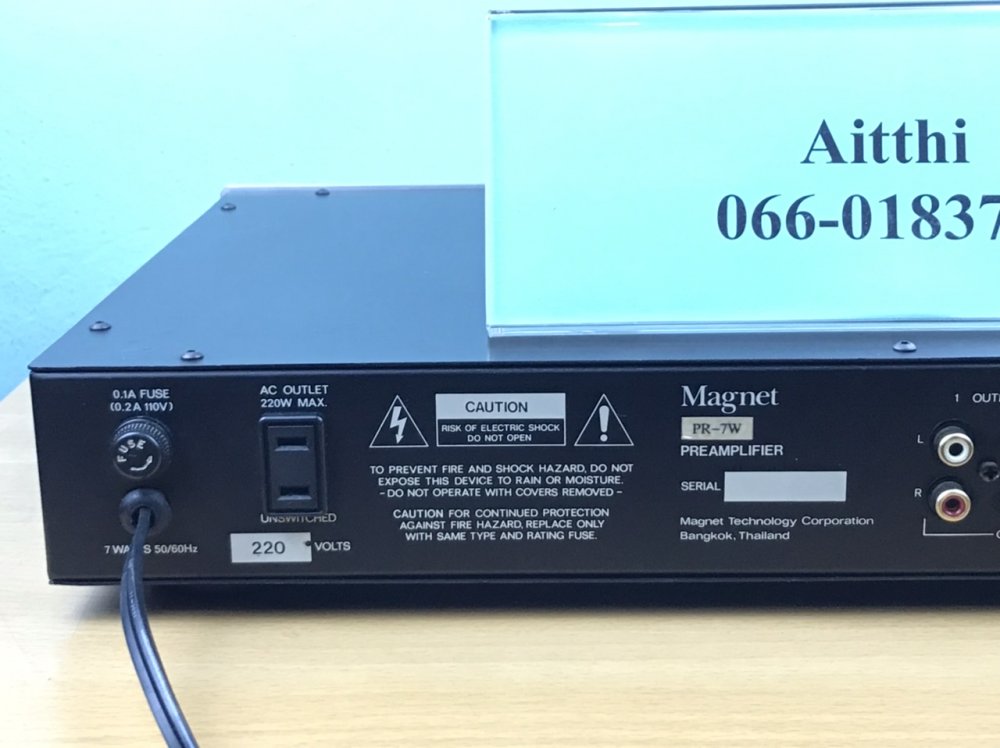 Aitthi
066-01837
0.1A FUSE
(0.2A 110V)
FUSE
7 WATTS 50/60Hz
AC OUTLET
220W MAX.
UNSWITCHED
220 VOLTS
CAUTION
RISK OF ELECTRIC SHOCK
DO NOT OPEN
TO PREVENT FIRE AND SHOCK HAZARD, DO NOT
EXPOSE THIS DEVICE TO RAIN OR MOISTURE.
- DO NOT OPERATE WITH COVERS REMOVED -
CAUTION FOR CONTINUED PROTECTION
AGAINST FIRE HAZARD, REPLACE ONLY
WITH SAME TYPE AND RATING FUSE.
Magnet
PR-7W
PREAMPLIFIER
SERIAL
Magnet Technology Corporation
Bangkok, Thailand
1 OUT
L
R